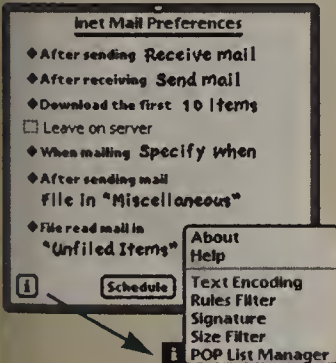 Inet Mail Preferences
◆After sending Receive mail
◆After receiving Send mail
◆Download the first 10 Items
Leave on server
◆When mailing Specify when
◆After sending mail
File in "Miscellaneous"
◆File read mail in
"Unfiled Items"
i Schedule
About
Help
Text Encoding
Rules Filter
Signature
Size Filter
i POP List Manager